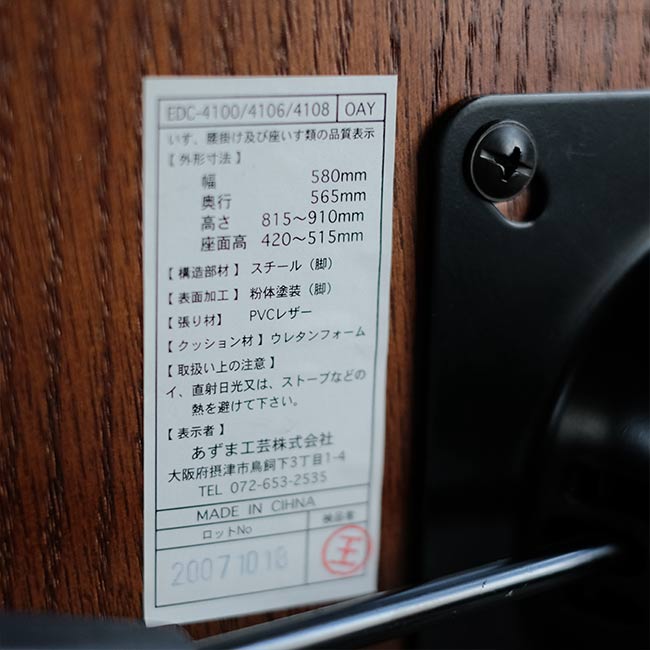 EDC-4100/4106/4108 OAY
いす、腰掛け及び座いす類の品質表示
【外形寸法】
幅 580mm
奥行 565mm
高さ 815～910mm
座面高 420～515mm
【構造部材】スチール（脚）
【表面加工】粉体塗装（脚）
【張り材】 PVCレザー
【クッション材】ウレタンフォーム
【取扱い上の注意】
イ、直射日光又は、ストーブなどの
熱を避けて下さい。
【表示者】
あずま工芸株式会社
大阪府摂津市鳥飼下3丁目1-4
TEL 072-653-2535
MADE IN CIHNA
ロットNo 検品者
20071018 王